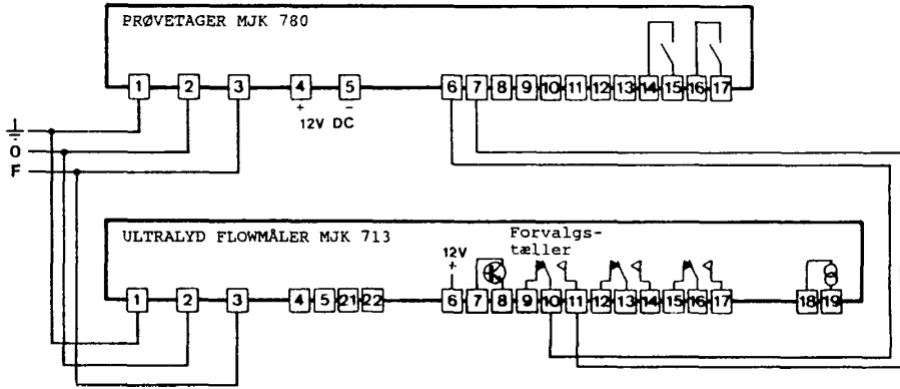 PRØVETAGER MJK 780
1 2 3 4 5 6 7 8 9 10 11 12 13 14 15 16 17
+ -
12V DC
0
F
ULTRALYD FLOWMÅLER MJK 713
Forvalgs-
tæller
12V
+
1 2 3 4 5 21 22 6 7 8 9 10 11 12 13 14 15 16 17 18 19